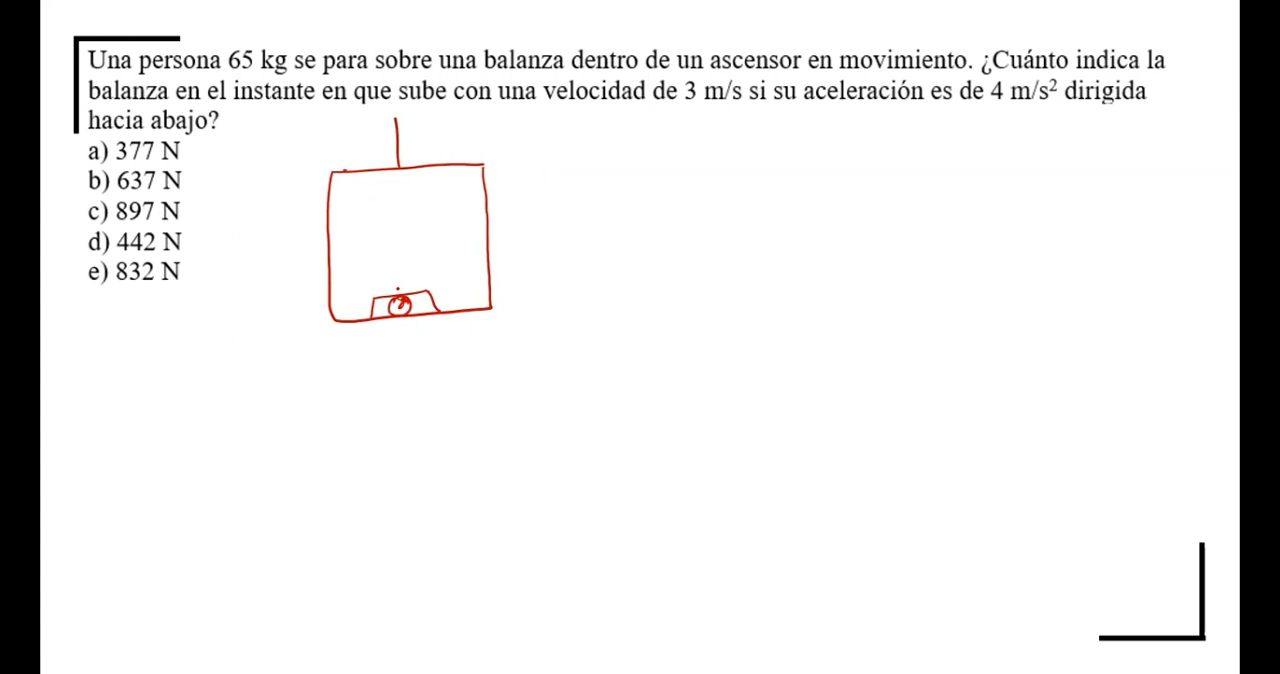 Una persona 65 kg se para sobre una balanza dentro de un ascensor en movimiento. ¿Cuánto indica la
balanza en el instante en que sube con una velocidad de 3 m/s si su aceleración es de 4 m/s² dirigida
hacia abajo?
a) 377 N
b) 637 N
c) 897 N
d) 442 N
e) 832 N